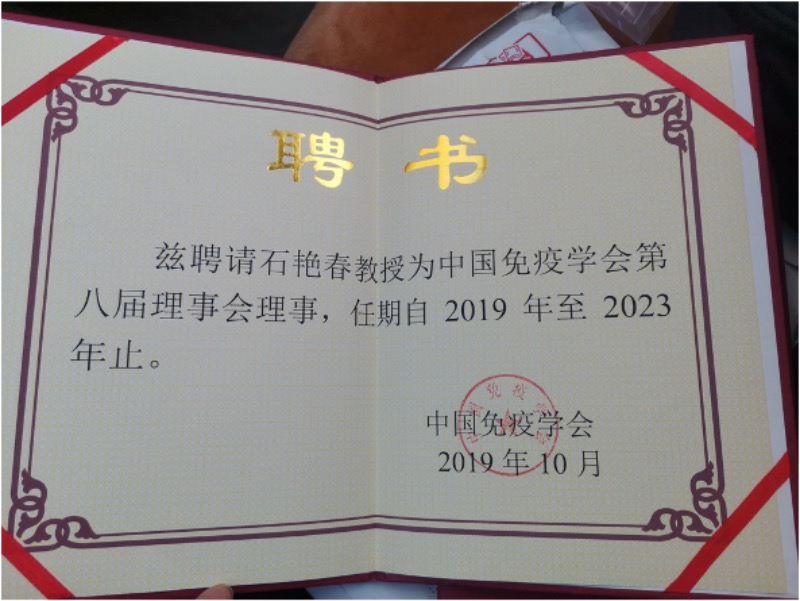 聘书
兹聘请石艳春教授为中国免疫学会第
八届理事会理事，任期自 2019 年至 2023
年止。
中国免疫学会
2019 年 10 月